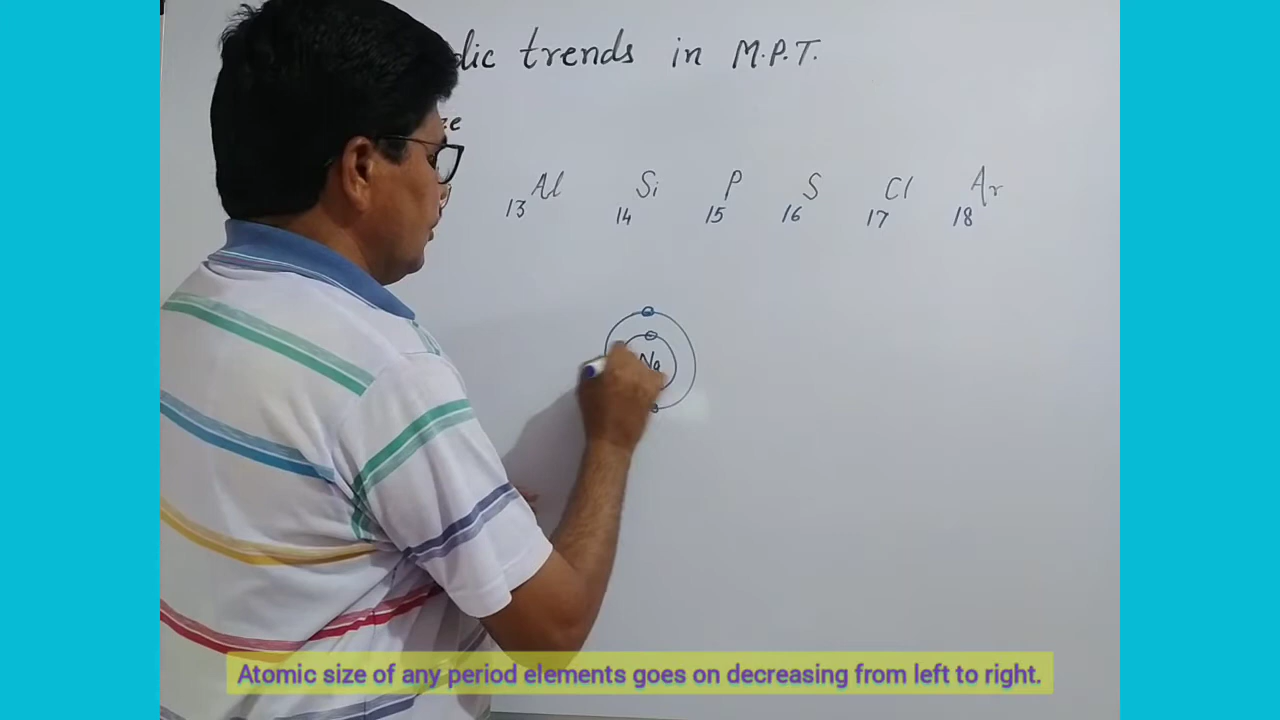 dic trends in M.P.T.
ze
Al Si P S Cl Ar
13 14 15 16 17 18
Na
Atomic size of any period elements goes on decreasing from left to right.